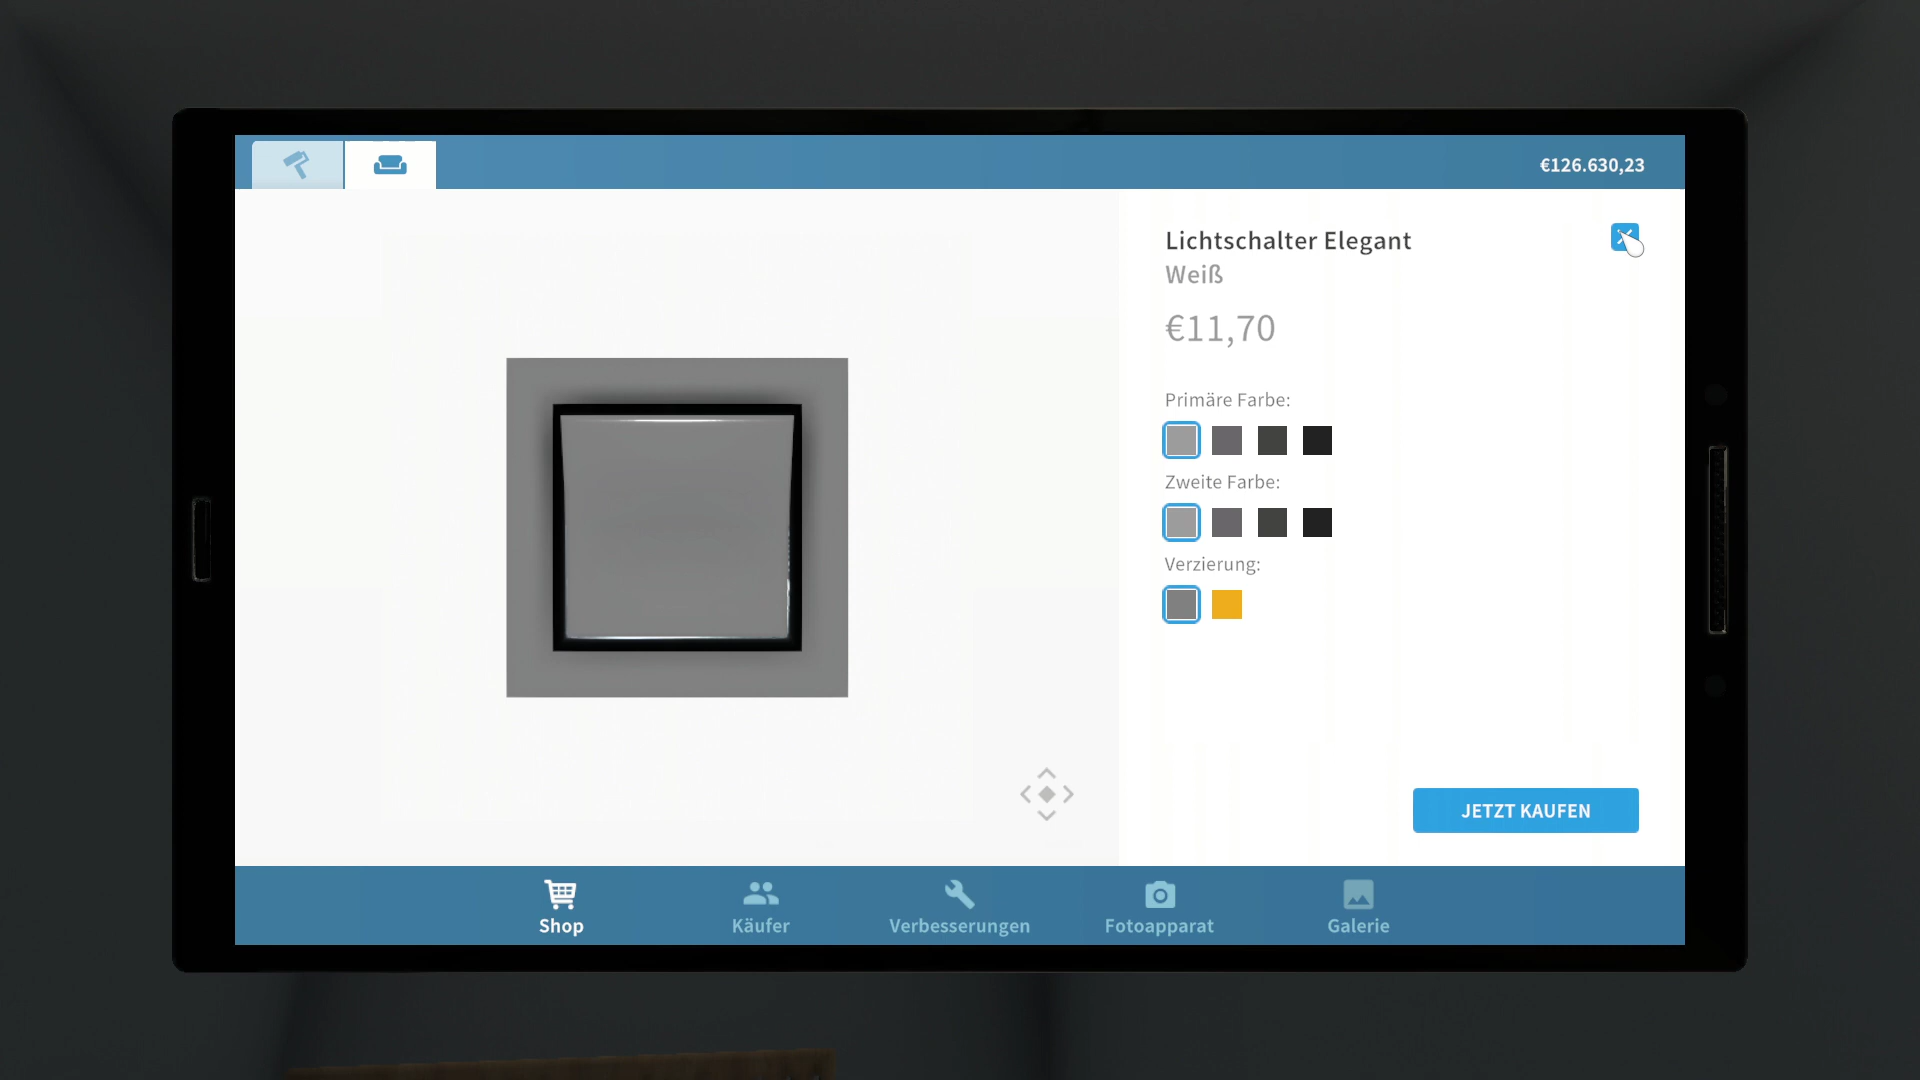 €126.630,23
Lichtschalter Elegant
Weiß
€11,70
Primäre Farbe:
Zweite Farbe:
Verzierung:
JETZT KAUFEN
Shop
Käufer
Verbesserungen
Fotoapparat
Galerie